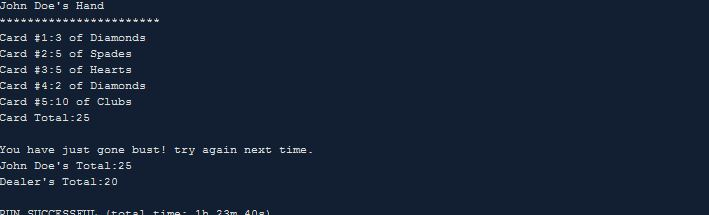 John Doe's Hand
***********************
Card #1:3 of Diamonds
Card #2:5 of Spades
Card #3:5 of Hearts
Card #4:2 of Diamonds
Card #5:10 of Clubs
Card Total:25
You have just gone bust! try again next time.
John Doe's Total:25
Dealer's Total:20
RUN SUCCESSFUL (total time: 1h 23m 40s)